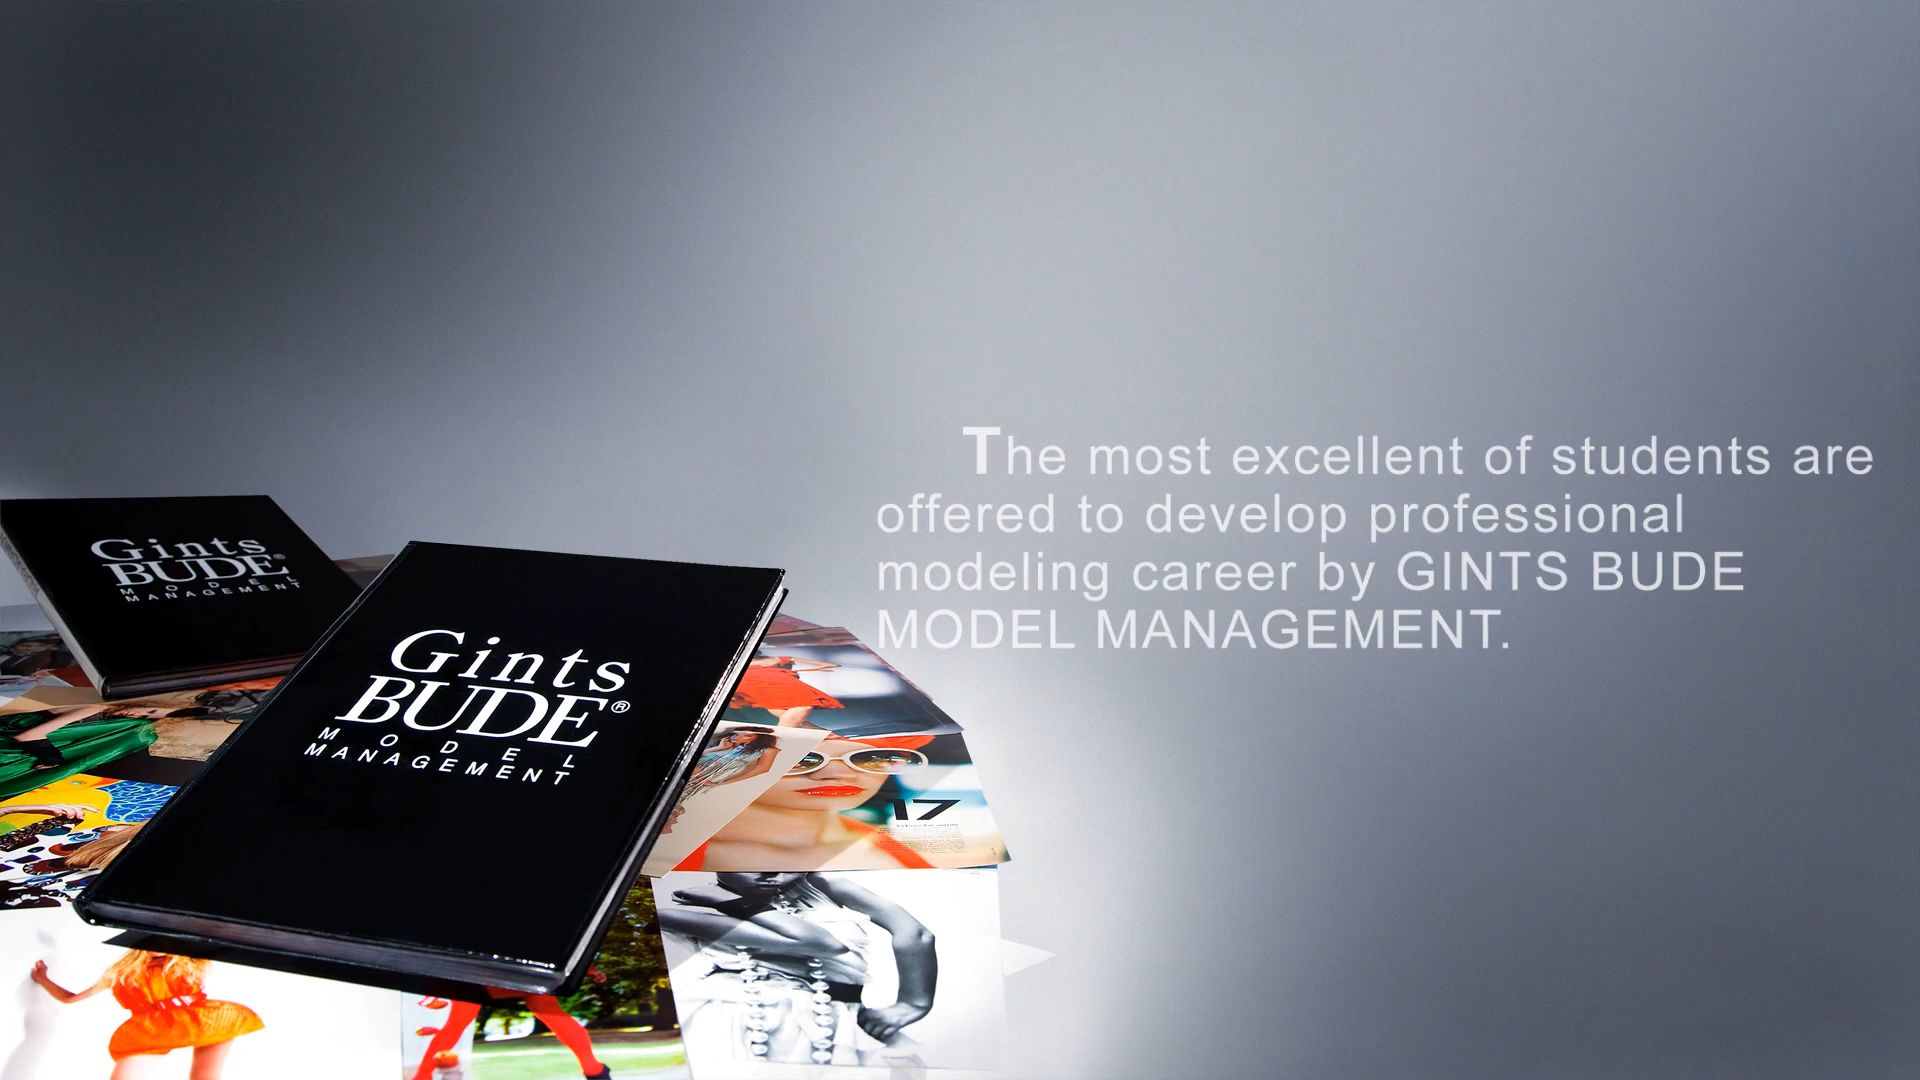 The most excellent of students are
offered to develop professional
modeling career by GINTS BUDE
MODEL MANAGEMENT.
Gints
BUDE®
MODEL
MANAGEMENT
Gints
BUDE®
MODEL
MANAGEMENT
17